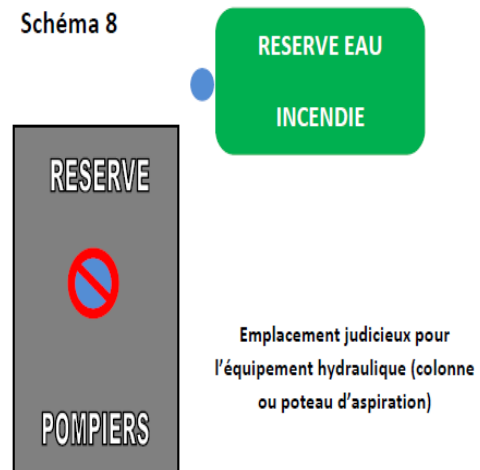 Schéma 8
RESERVE EAU
INCENDIE
RESERVE
POMPIERS
Emplacement judicieux pour
l’équipement hydraulique (colonne
ou poteau d’aspiration)